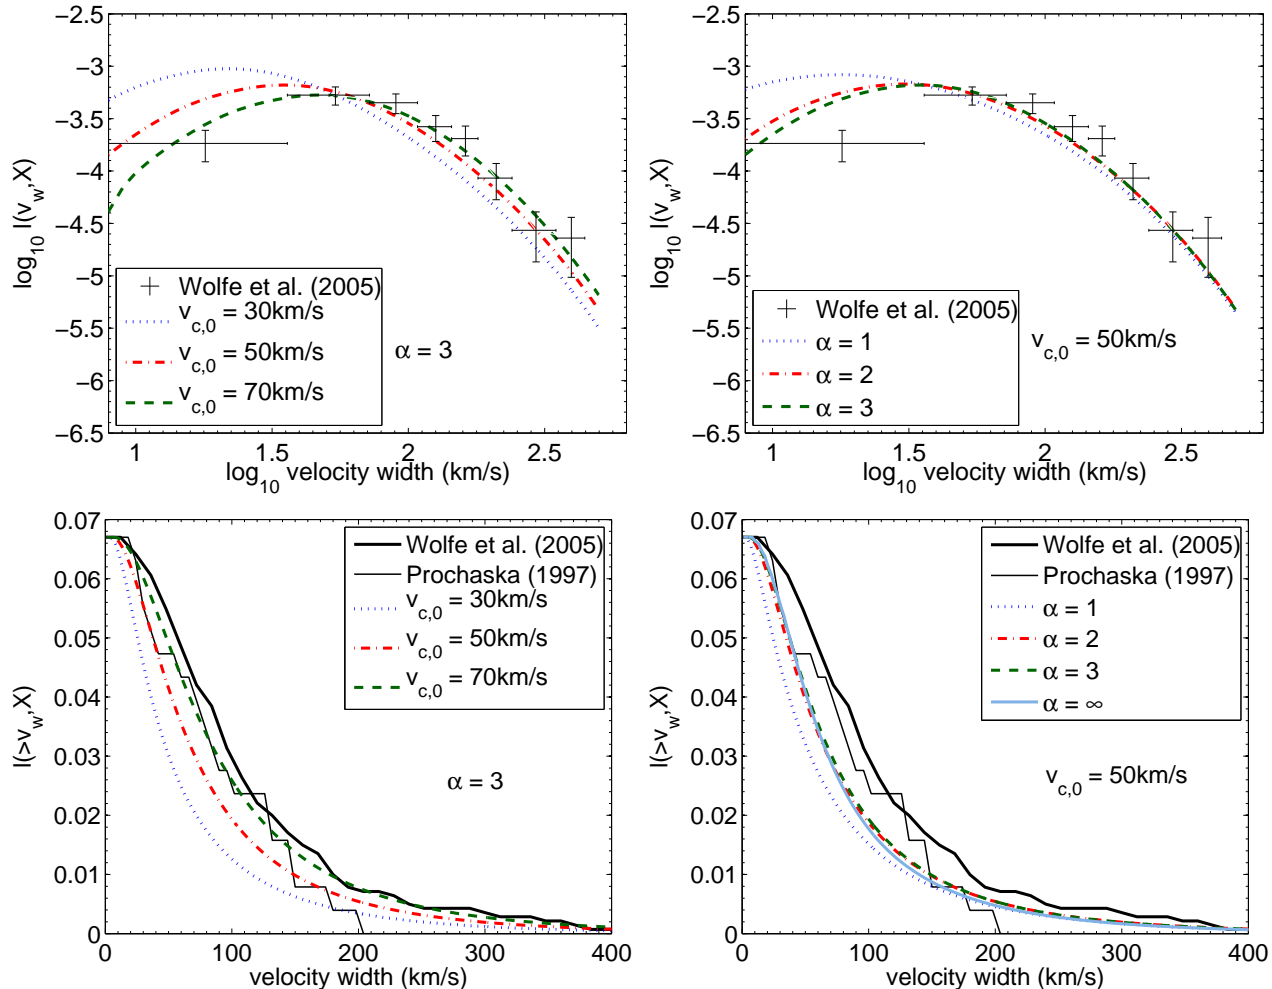 −2.5
−3
−3.5
−4
−4.5
−5
−5.5
−6
−6.5
log10 l(vw,X)
Wolfe et al. (2005)
vc,0 = 30km/s
vc,0 = 50km/s
vc,0 = 70km/s
α = 3
1
1.5
2
2.5
log10 velocity width (km/s)
−2.5
−3
−3.5
−4
−4.5
−5
−5.5
−6
−6.5
log10 l(vw,X)
Wolfe et al. (2005)
α = 1
α = 2
α = 3
vc,0 = 50km/s
1
1.5
2
2.5
log10 velocity width (km/s)
0.07
0.06
0.05
0.04
0.03
0.02
0.01
0
l(>vw,X)
Wolfe et al. (2005)
Prochaska (1997)
vc,0 = 30km/s
vc,0 = 50km/s
vc,0 = 70km/s
α = 3
0
100
200
300
400
velocity width (km/s)
0.07
0.06
0.05
0.04
0.03
0.02
0.01
0
l(>vw,X)
Wolfe et al. (2005)
Prochaska (1997)
α = 1
α = 2
α = 3
α = ∞
vc,0 = 50km/s
0
100
200
300
400
velocity width (km/s)